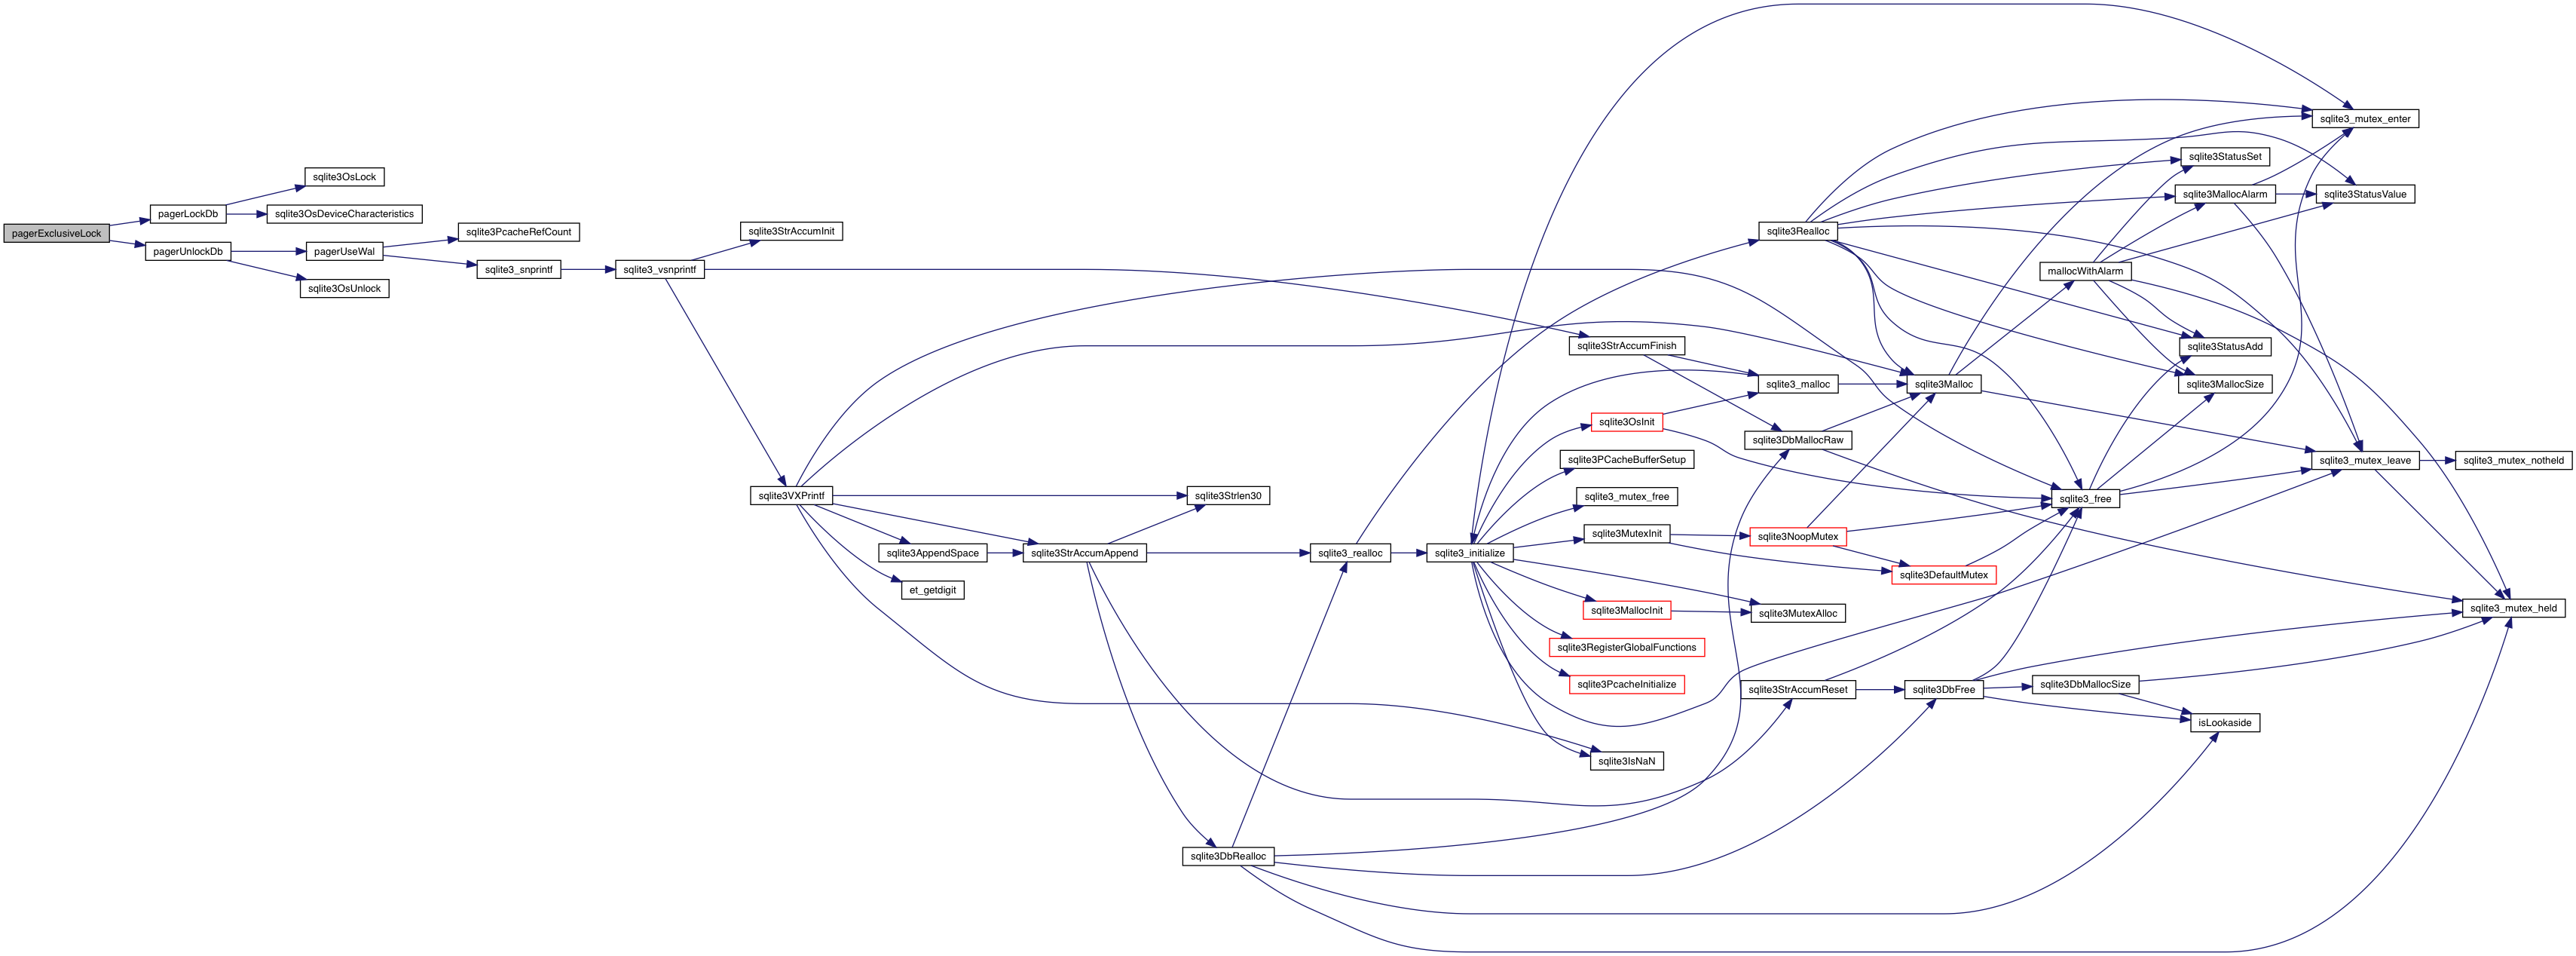 pagerExclusiveLock
pagerLockDb
pagerUnlockDb
sqlite3OsLock
sqlite3OsDeviceCharacteristics
pagerUseWal
sqlite3OsUnlock
sqlite3PcacheRefCount
sqlite3_snprintf
sqlite3_vsnprintf
sqlite3StrAccumInit
sqlite3VXPrintf
sqlite3AppendSpace
et_getdigit
sqlite3StrAccumAppend
sqlite3Strlen30
sqlite3DbRealloc
sqlite3_realloc
sqlite3_initialize
sqlite3StrAccumFinish
sqlite3OsInit
sqlite3PCacheBufferSetup
sqlite3_mutex_free
sqlite3MutexInit
sqlite3MallocInit
sqlite3RegisterGlobalFunctions
sqlite3PcacheInitialize
sqlite3IsNaN
sqlite3Realloc
sqlite3_malloc
sqlite3DbMallocRaw
sqlite3NoopMutex
sqlite3MutexAlloc
sqlite3StrAccumReset
sqlite3Malloc
sqlite3DefaultMutex
sqlite3DbFree
mallocWithAlarm
sqlite3_free
sqlite3DbMallocSize
sqlite3StatusSet
sqlite3MallocAlarm
sqlite3StatusAdd
sqlite3MallocSize
isLookaside
sqlite3_mutex_enter
sqlite3StatusValue
sqlite3_mutex_leave
sqlite3_mutex_notheld
sqlite3_mutex_held